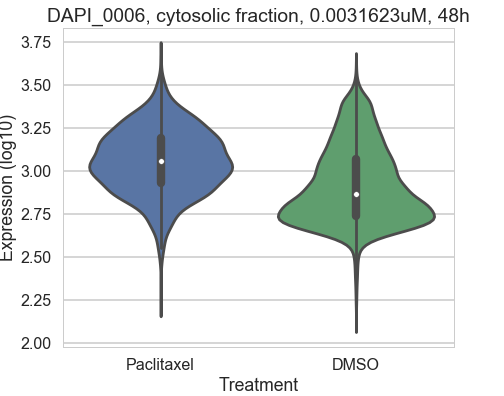 DAPI_0006, cytosolic fraction, 0.0031623uM, 48h
Expression (log10)
3.75
3.50
3.25
3.00
2.75
2.50
2.25
2.00
Paclitaxel DMSO
Treatment